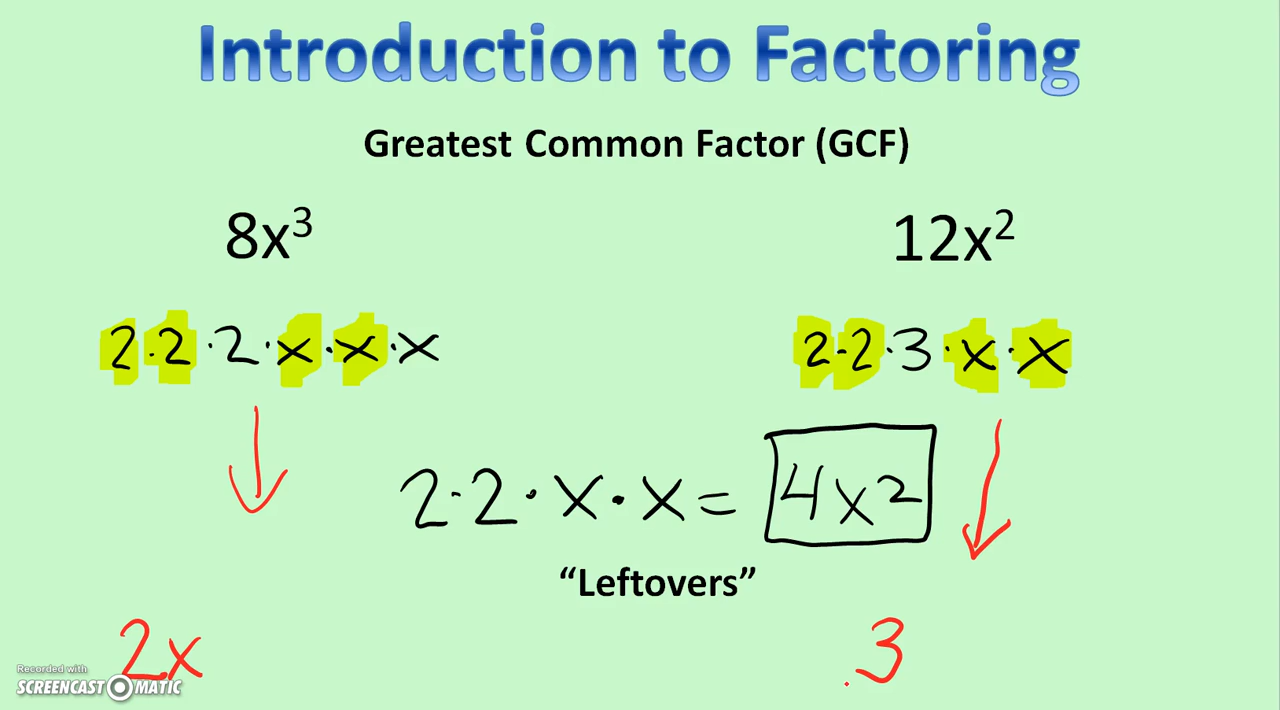 Introduction to Factoring
Greatest Common Factor (GCF)
8x³
12x²
2·2·2·x·x·x
2·2·3·x·x
2·2·x·x= 4x²
“Leftovers”
2x
3
Recorded with
SCREENCAST MATIC